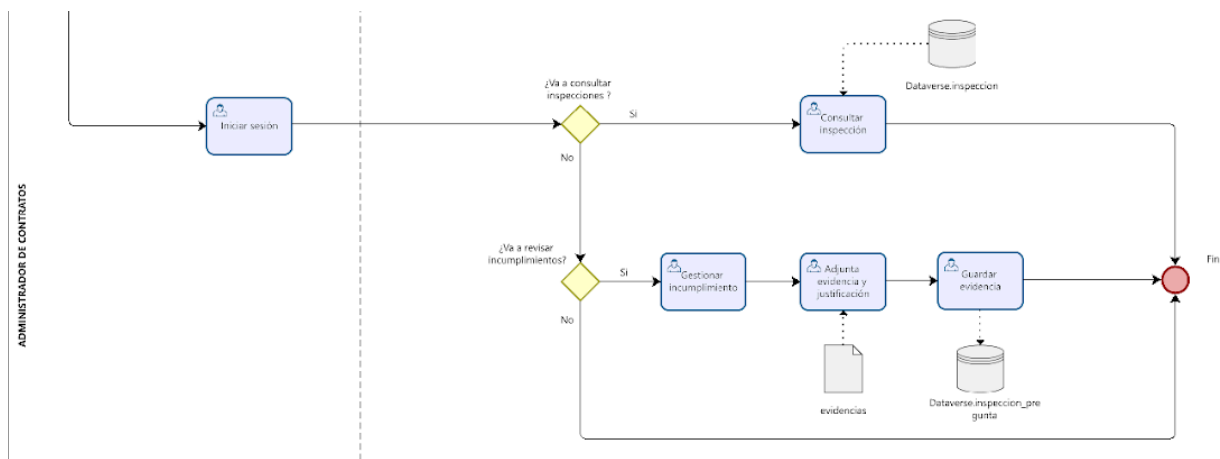 ¿Va a consultar
inspecciones ?
Dataverse.inspeccion
Iniciar sesión
Si
Consultar
inspección
No
ADMINISTRADOR DE CONTRATOS
¿Va a revisar
incumplimientos?
Si
Gestionar
incumplimiento
Adjunta
evidencia y
justificación
Guardar
evidencia
Fin
No
evidencias
Dataverse.inspeccion_pre
gunta